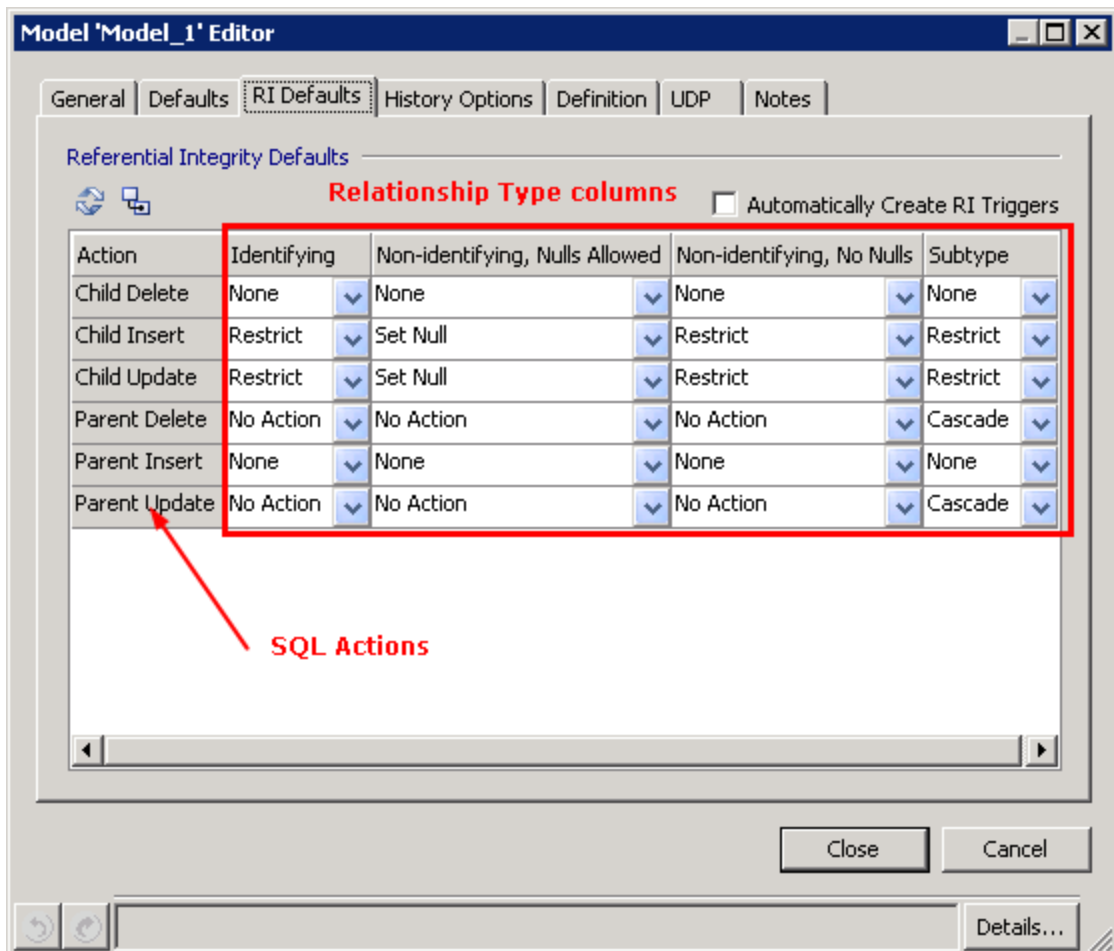 Model 'Model_1' Editor
General Defaults RI Defaults History Options Definition UDP Notes
Referential Integrity Defaults
Relationship Type columns
Automatically Create RI Triggers
Action Identifying Non-identifying, Nulls Allowed Non-identifying, No Nulls Subtype
Child Delete None None None None
Child Insert Restrict Set Null Restrict Restrict
Child Update Restrict Set Null Restrict Restrict
Parent Delete No Action No Action No Action Cascade
Parent Insert None None None None
Parent Update No Action No Action No Action Cascade
SQL Actions
Close Cancel
Details...